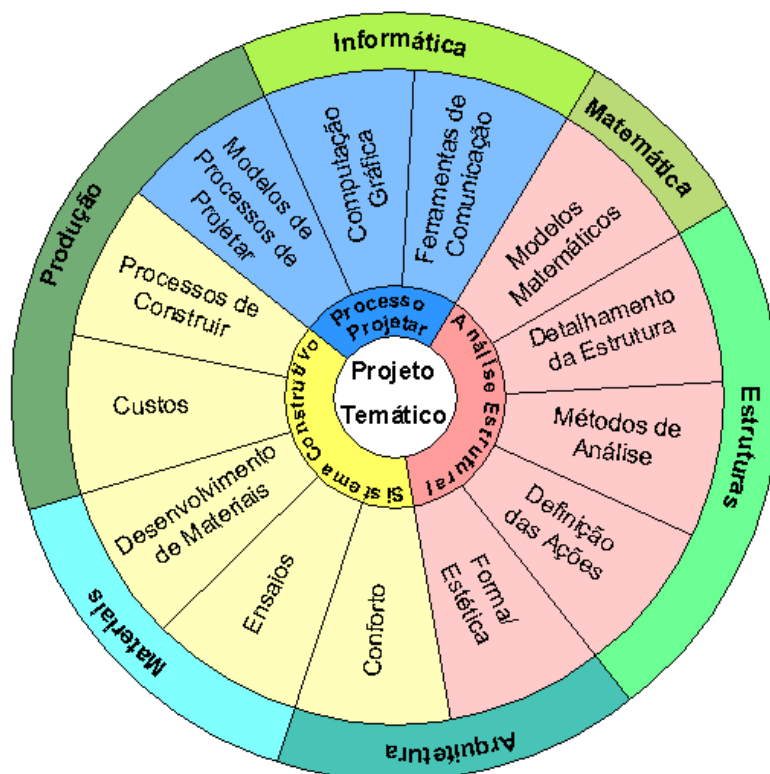 Informática
Matemática
Estruturas
Arquitetura
Materiais
Produção
Modelos de
Processos de
Projetar
Computação
Gráfica
Ferramentas de
Comunicação
Modelos
Matemáticos
Detalhamento
da Estrutura
Métodos de
Análise
Definição
das Ações
Forma/
Estética
Conforto
Ensaios
Desenvolvimento
de Materiais
Custos
Processos de
Construir
Processo
Projetar
Análise Estrutural
Sistema Construtivo
Projeto
Temático